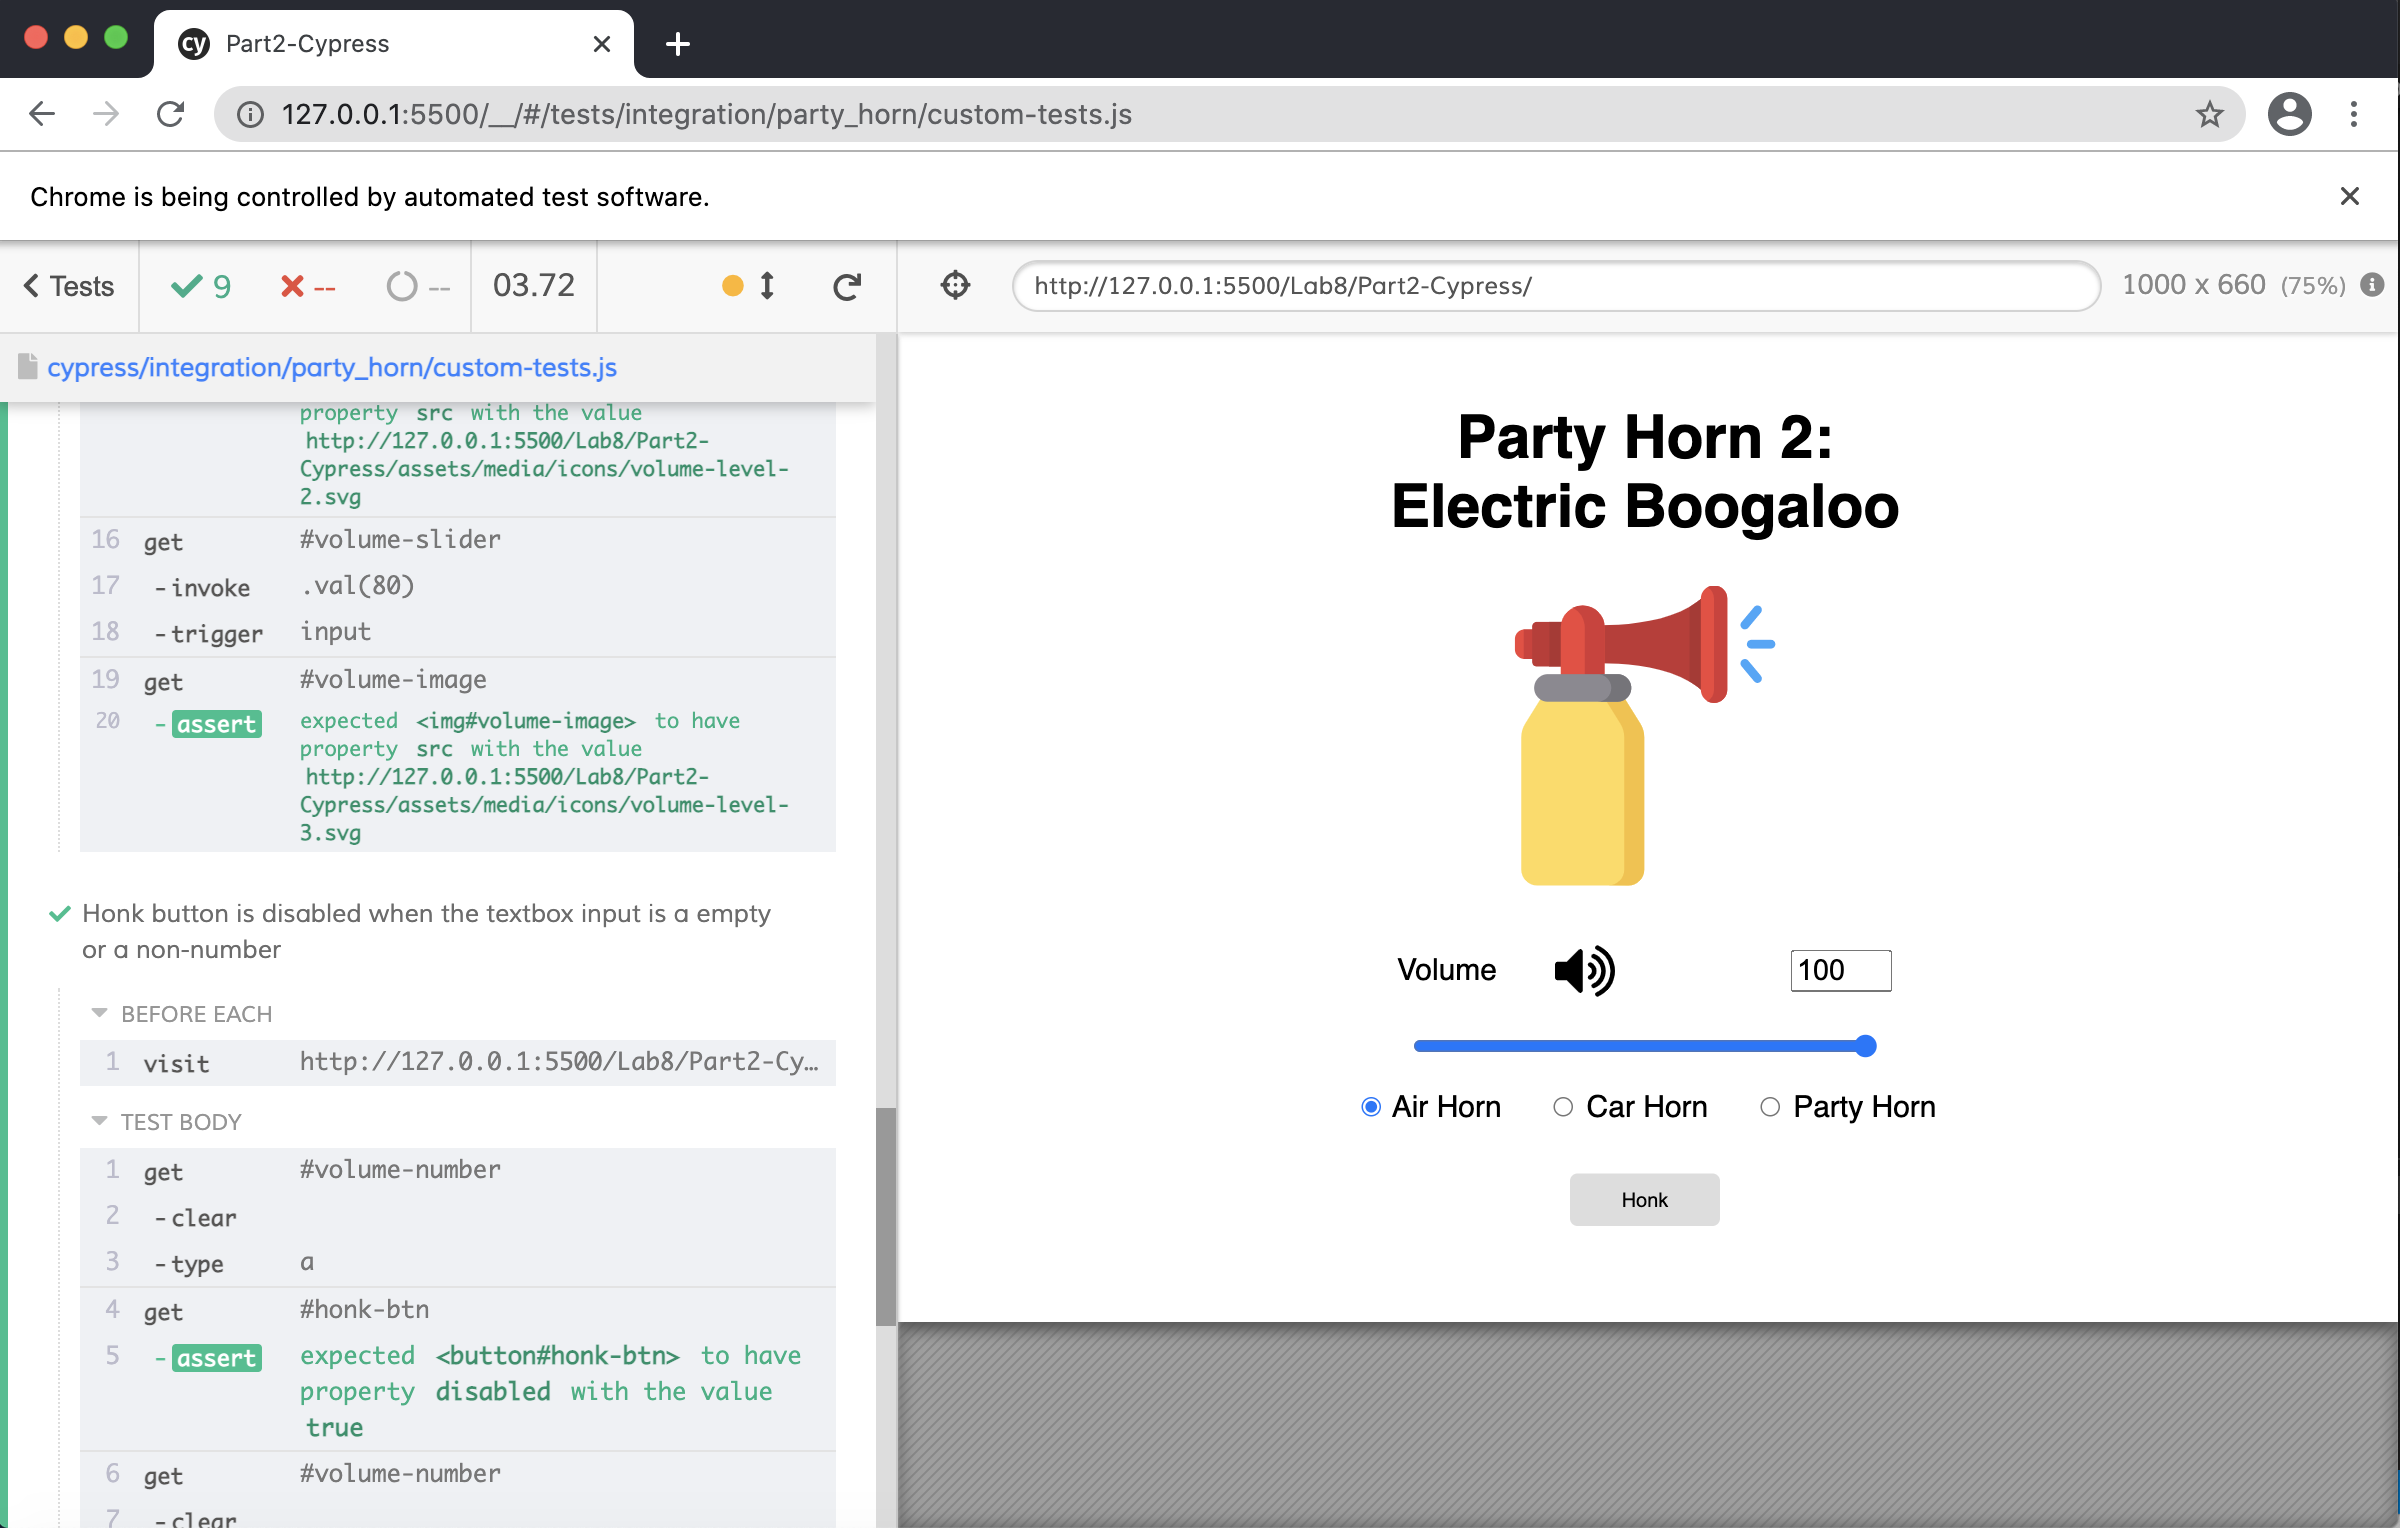 cy Part2-Cypress
127.0.0.1:5500/__/#/tests/integration/party_horn/custom-tests.js
Chrome is being controlled by automated test software.
Tests 9 -- -- 03.72
http://127.0.0.1:5500/Lab8/Part2-Cypress/ 1000 x 660 (75%)
cypress/integration/party_horn/custom-tests.js
property src with the value
http://127.0.0.1:5500/Lab8/Part2-
Cypress/assets/media/icons/volume-level-
2.svg
16 get #volume-slider
17 -invoke .val(80)
18 -trigger input
19 get #volume-image
20 -assert expected <img#volume-image> to have
property src with the value
http://127.0.0.1:5500/Lab8/Part2-
Cypress/assets/media/icons/volume-level-
3.svg
Honk button is disabled when the textbox input is a empty
or a non-number
BEFORE EACH
1 visit http://127.0.0.1:5500/Lab8/Part2-Cy…
TEST BODY
1 get #volume-number
2 -clear
3 -type a
4 get #honk-btn
5 -assert expected <button#honk-btn> to have
property disabled with the value
true
6 get #volume-number
7 -clear
Party Horn 2:
Electric Boogaloo
Volume 100
Air Horn Car Horn Party Horn
Honk